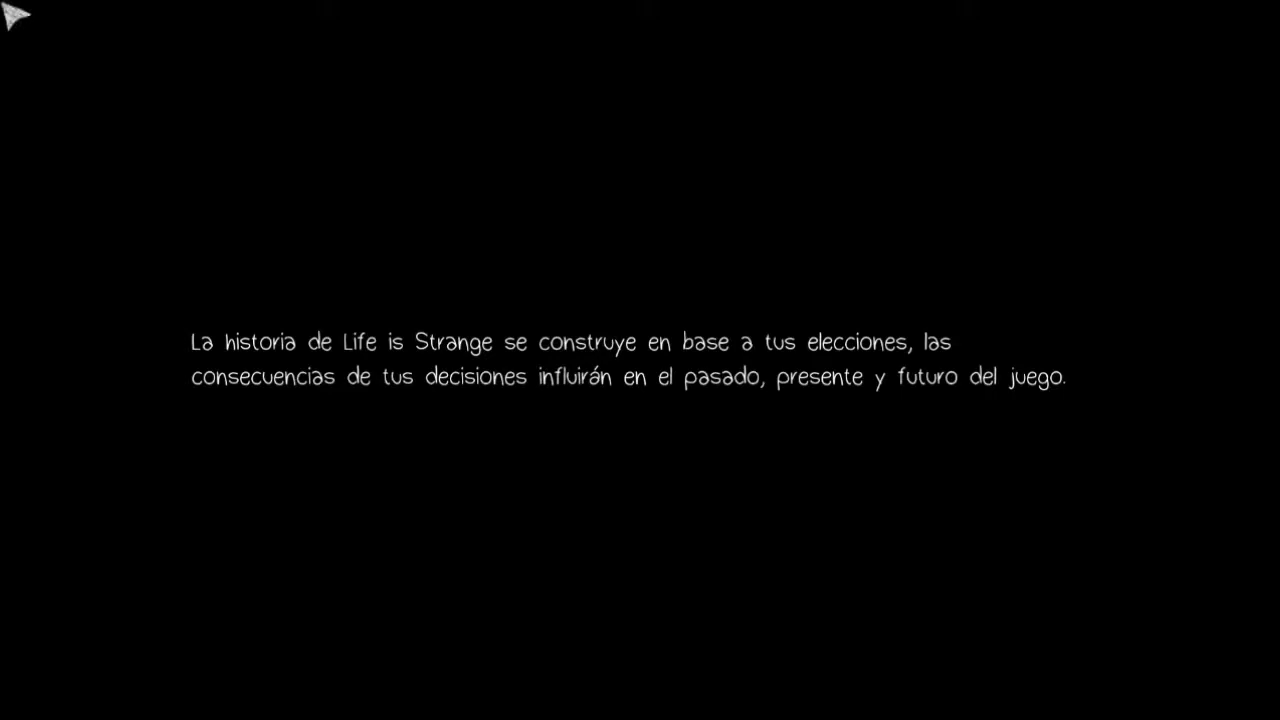 La historia de Life is Strange se construye en base a tus elecciones, las
consecuencias de tus decisiones influirán en el pasado, presente y futuro del juego.